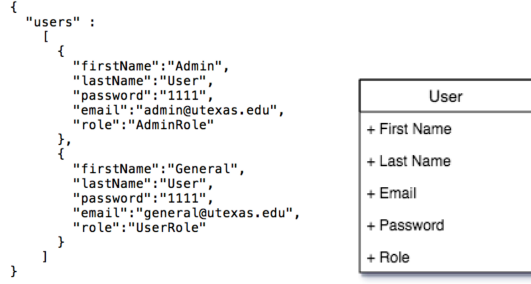 {
"users" :
[
{
"firstName":"Admin",
"lastName":"User",
"password":"1111",
"email":"admin@utexas.edu",
"role":"AdminRole"
},
{
"firstName":"General",
"lastName":"User",
"password":"1111",
"email":"general@utexas.edu",
"role":"UserRole"
}
]
}
User
+ First Name
+ Last Name
+ Email
+ Password
+ Role